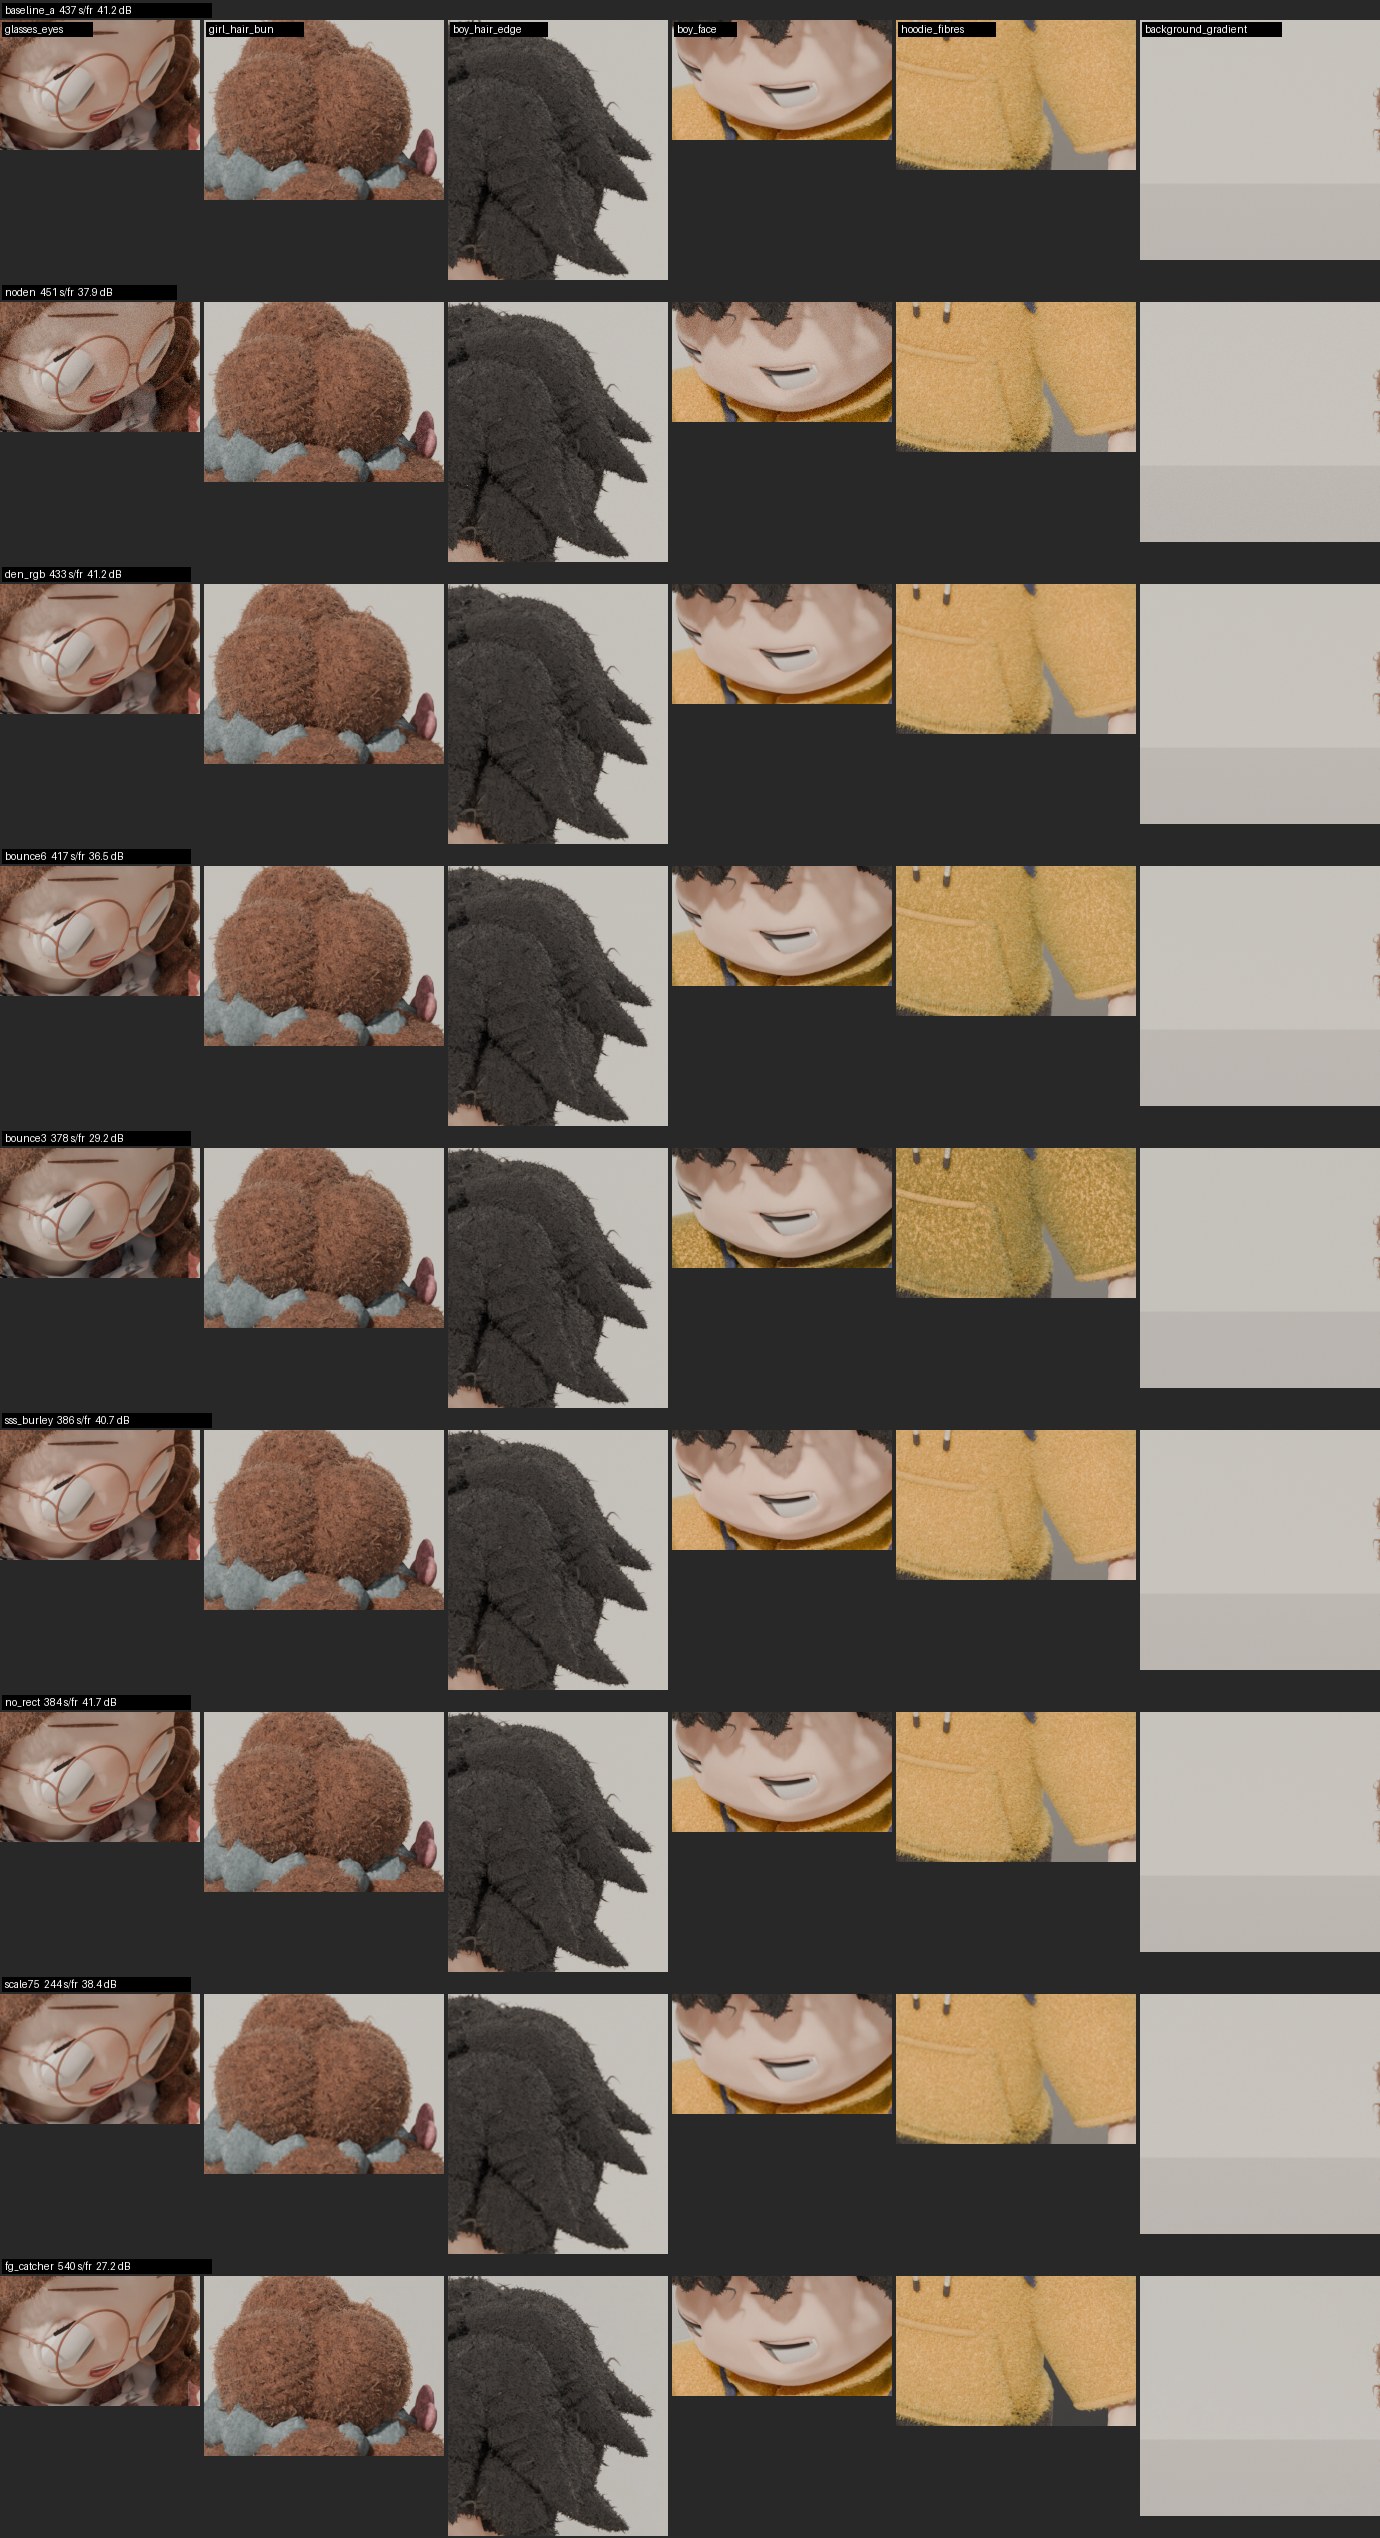 baseline_a 437 s/fr 41.2 dB
glasses_eyes girl_hair_bun boy_hair_edge boy_face hoodie_fibres background_gradient
noden 451 s/fr 37.9 dB
den_rgb 433 s/fr 41.2 dB
bounce6 417 s/fr 36.5 dB
bounce3 378 s/fr 29.2 dB
sss_burley 386 s/fr 40.7 dB
no_rect 384 s/fr 41.7 dB
scale75 244 s/fr 38.4 dB
fg_catcher 540 s/fr 27.2 dB